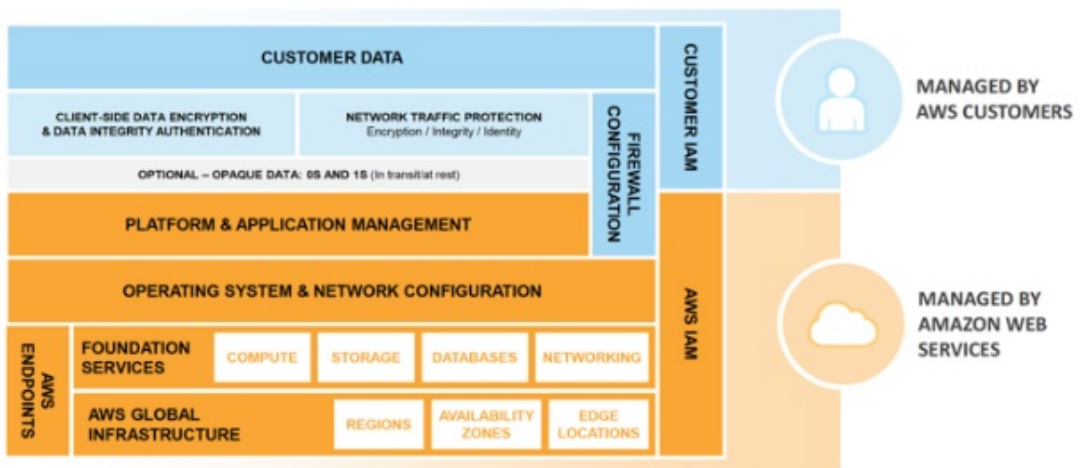 CUSTOMER DATA
CUSTOMER IAM
MANAGED BY
AWS CUSTOMERS
CLIENT-SIDE DATA ENCRYPTION
& DATA INTEGRITY AUTHENTICATION
NETWORK TRAFFIC PROTECTION
Encryption / Integrity / Identity
FIREWALL
CONFIGURATION
OPTIONAL – OPAQUE DATA: 0S AND 1S (In transit/at rest)
PLATFORM & APPLICATION MANAGEMENT
OPERATING SYSTEM & NETWORK CONFIGURATION
AWS IAM
MANAGED BY
AMAZON WEB
SERVICES
AWS
ENDPOINTS
FOUNDATION
SERVICES
COMPUTE
STORAGE
DATABASES
NETWORKING
AWS GLOBAL
INFRASTRUCTURE
REGIONS
AVAILABILITY
ZONES
EDGE
LOCATIONS